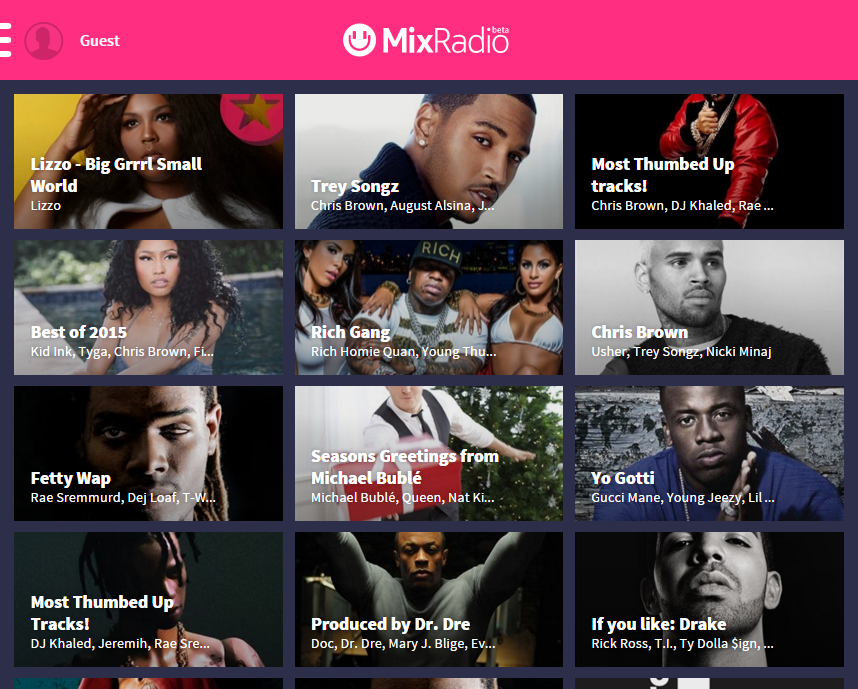 Guest
MixRadio beta
Lizzo - Big Grrrl Small
World
Lizzo
Trey Songz
Chris Brown, August Alsina, J...
Most Thumbed Up
tracks!
Chris Brown, DJ Khaled, Rae ...
Best of 2015
Kid Ink, Tyga, Chris Brown, Fi...
RICH
Rich Gang
Rich Homie Quan, Young Thu...
Chris Brown
Usher, Trey Songz, Nicki Minaj
Fetty Wap
Rae Sremmurd, Dej Loaf, T-W...
Seasons Greetings from
Michael Bublé
Michael Bublé, Queen, Nat Ki...
Yo Gotti
Gucci Mane, Young Jeezy, Lil ...
Most Thumbed Up
Tracks!
DJ Khaled, Jeremih, Rae Sre...
Produced by Dr. Dre
Doc, Dr. Dre, Mary J. Blige, Ev...
If you like: Drake
Rick Ross, T.I., Ty Dolla $ign, ...